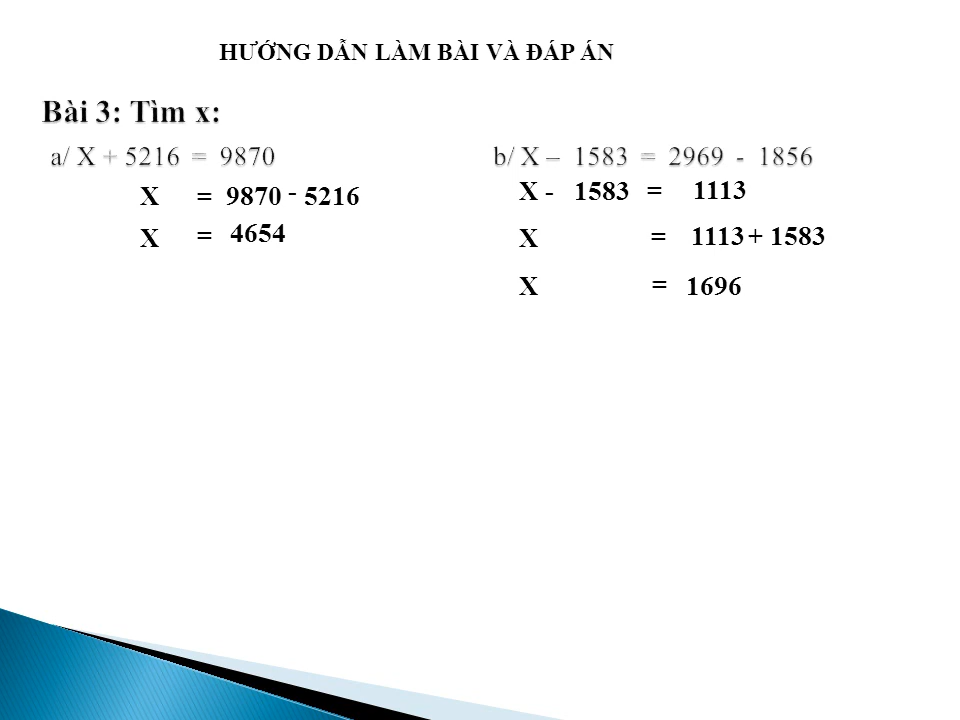 HƯỚNG DẪN LÀM BÀI VÀ ĐÁP ÁN
Bài 3: Tìm x:
a/ X + 5216 = 9870
X = 9870 - 5216
X = 4654
b/ X – 1583 = 2969 - 1856
X - 1583 = 1113
X = 1113 + 1583
X = 1696